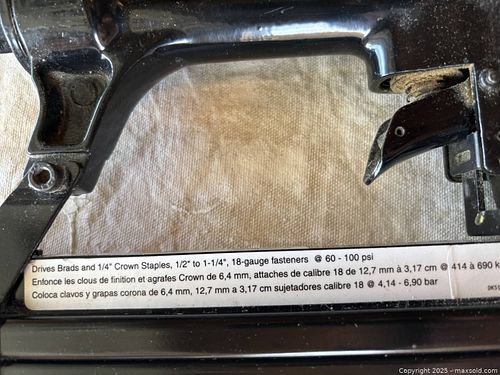 Drives Brads and 1/4" Crown Staples, 1/2" to 1-1/4", 18-gauge fasteners @ 60 - 100 psi
Enfonce les clous de finition et agrafes Crown de 6,4 mm, attaches de calibre 18 de 12,7 mm à 3,17 cm @ 414 à 690 k
Coloca clavos y grapas corona de 6,4 mm, 12,7 mm a 3,17 cm sujetadores calibre 18 @ 4,14 - 6,90 bar
Copyright 2025 - maxsold.com